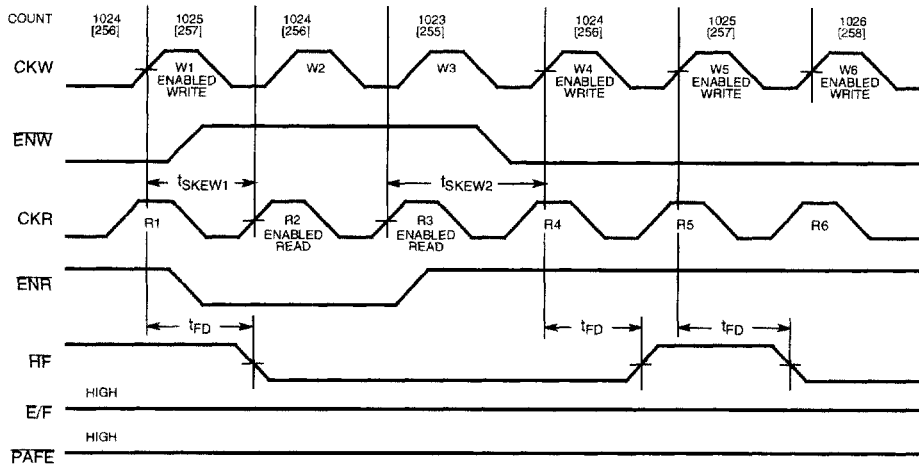 COUNT 1024 1025 1024 1023 1024 1025 1026
[256] [257] [256] [255] [256] [257] [258]
CKW W1 W2 W3 W4 W5 W6
ENABLED WRITE ENABLED WRITE ENABLED WRITE ENABLED WRITE
ENW
tSKEW1 tSKEW2
CKR R1 R2 R3 R4 R5 R6
ENABLED READ ENABLED READ
ENR
tFD tFD tFD
HF
HIGH
E/F
HIGH
PAFE